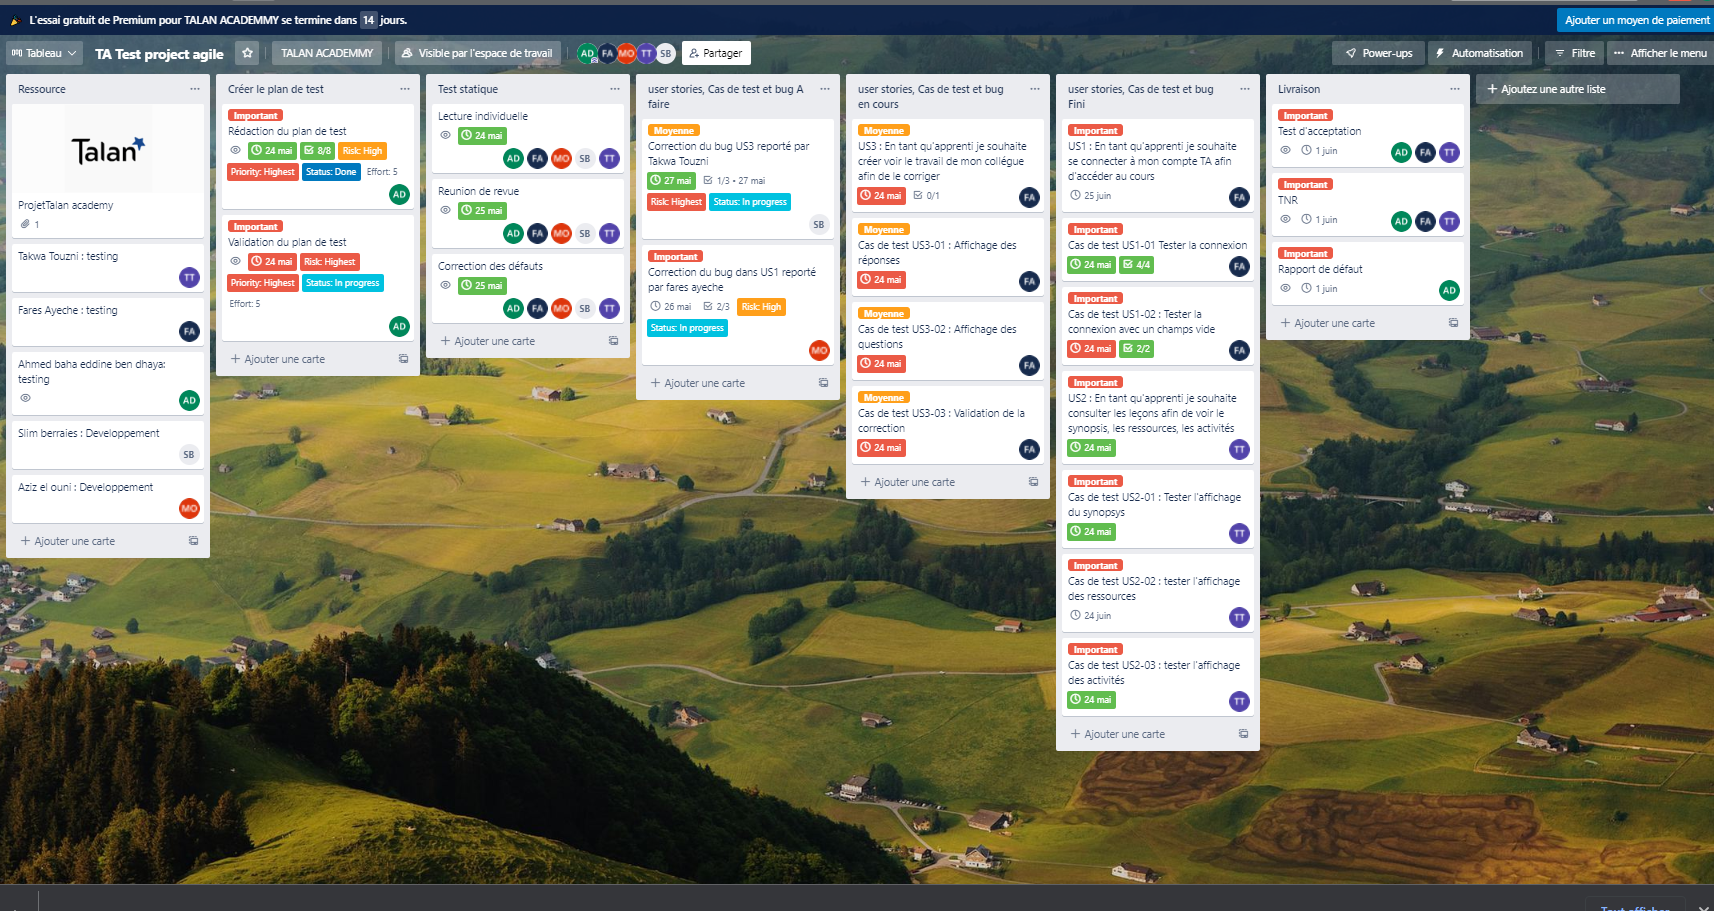 L'essai gratuit de Premium pour TALAN ACADEMMY se termine dans 14 jours.
Ajouter un moyen de paiement
Tableau
TA Test project agile
TALAN ACADEMMY
Visible par l'espace de travail
AD FA MO TT SB
Partager
Power-ups
Automatisation
Filtre
Afficher le menu
Ressource
Talan
ProjetTalan academy
1
Takwa Touzni : testing
TT
Fares Ayeche : testing
FA
Ahmed baha eddine ben dhaya:
testing
AD
Slim berraies : Developpement
SB
Aziz el ouni : Developpement
MO
+ Ajouter une carte
Créer le plan de test
Important
Rédaction du plan de test
24 mai 8/8 Risk: High
Priority: Highest Status: Done Effort: 5
AD
Important
Validation du plan de test
24 mai Risk: Highest
Priority: Highest Status: In progress
Effort: 5
AD
+ Ajouter une carte
Test statique
Lecture individuelle
24 mai
AD FA MO SB TT
Reunion de revue
25 mai
AD FA MO SB TT
Correction des défauts
25 mai
AD FA MO SB TT
+ Ajouter une carte
user stories, Cas de test et bug A
faire
Moyenne
Correction du bug US3 reporté par
Takwa Touzni
27 mai 1/3 • 27 mai
Risk: Highest Status: In progress
SB
Important
Correction du bug dans US1 reporté
par fares ayeche
26 mai 2/3 Risk: High
Status: In progress
MO
+ Ajouter une carte
user stories, Cas de test et bug
en cours
Moyenne
US3 : En tant qu'apprenti je souhaite
créer voir le travail de mon collégue
afin de le corriger
24 mai 0/1
FA
Moyenne
Cas de test US3-01 : Affichage des
réponses
24 mai
FA
Moyenne
Cas de test US3-02 : Affichage des
questions
24 mai
FA
Moyenne
Cas de test US3-03 : Validation de la
correction
24 mai
FA
+ Ajouter une carte
user stories, Cas de test et bug
Fini
Important
US1 : En tant qu'apprenti je souhaite
se connecter à mon compte TA afin
d'accéder au cours
25 juin
FA
Important
Cas de test US1-01 Tester la connexion
24 mai 4/4
FA
Important
Cas de test US1-02 : Tester la
connexion avec un champs vide
24 mai 2/2
FA
Important
US2 : En tant qu'apprenti je souhaite
consulter les leçons afin de voir le
synopsis, les ressources, les activités
24 mai
TT
Important
Cas de test US2-01 : Tester l'affichage
du synopsys
24 mai
TT
Important
Cas de test US2-02 : tester l'affichage
des ressources
24 juin
TT
Important
Cas de test US2-03 : tester l'affichage
des activités
24 mai
TT
+ Ajouter une carte
Livraison
Important
Test d'acceptation
1 juin
AD FA TT
Important
TNR
1 juin
AD FA TT
Important
Rapport de défaut
1 juin
AD
+ Ajouter une carte
+ Ajoutez une autre liste
Tout afficher